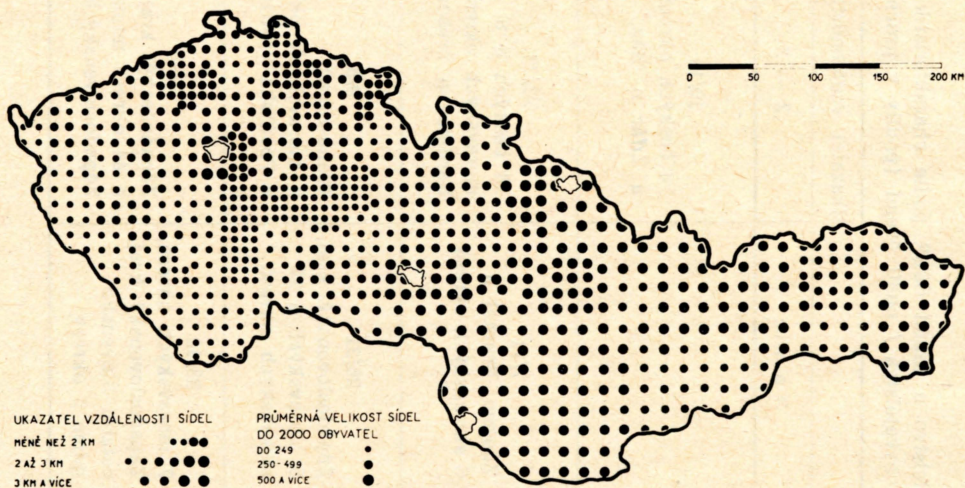 0 50 100 150 200 KM
UKAZATEL VZDÁLENOSTI SÍDEL
MÉNĚ NEŽ 2 KM
2 AŽ 3 KM
3 KM A VÍCE
PRŮMĚRNÁ VELIKOST SÍDEL
DO 2000 OBYVATEL
DO 249
250-499
500 A VÍCE